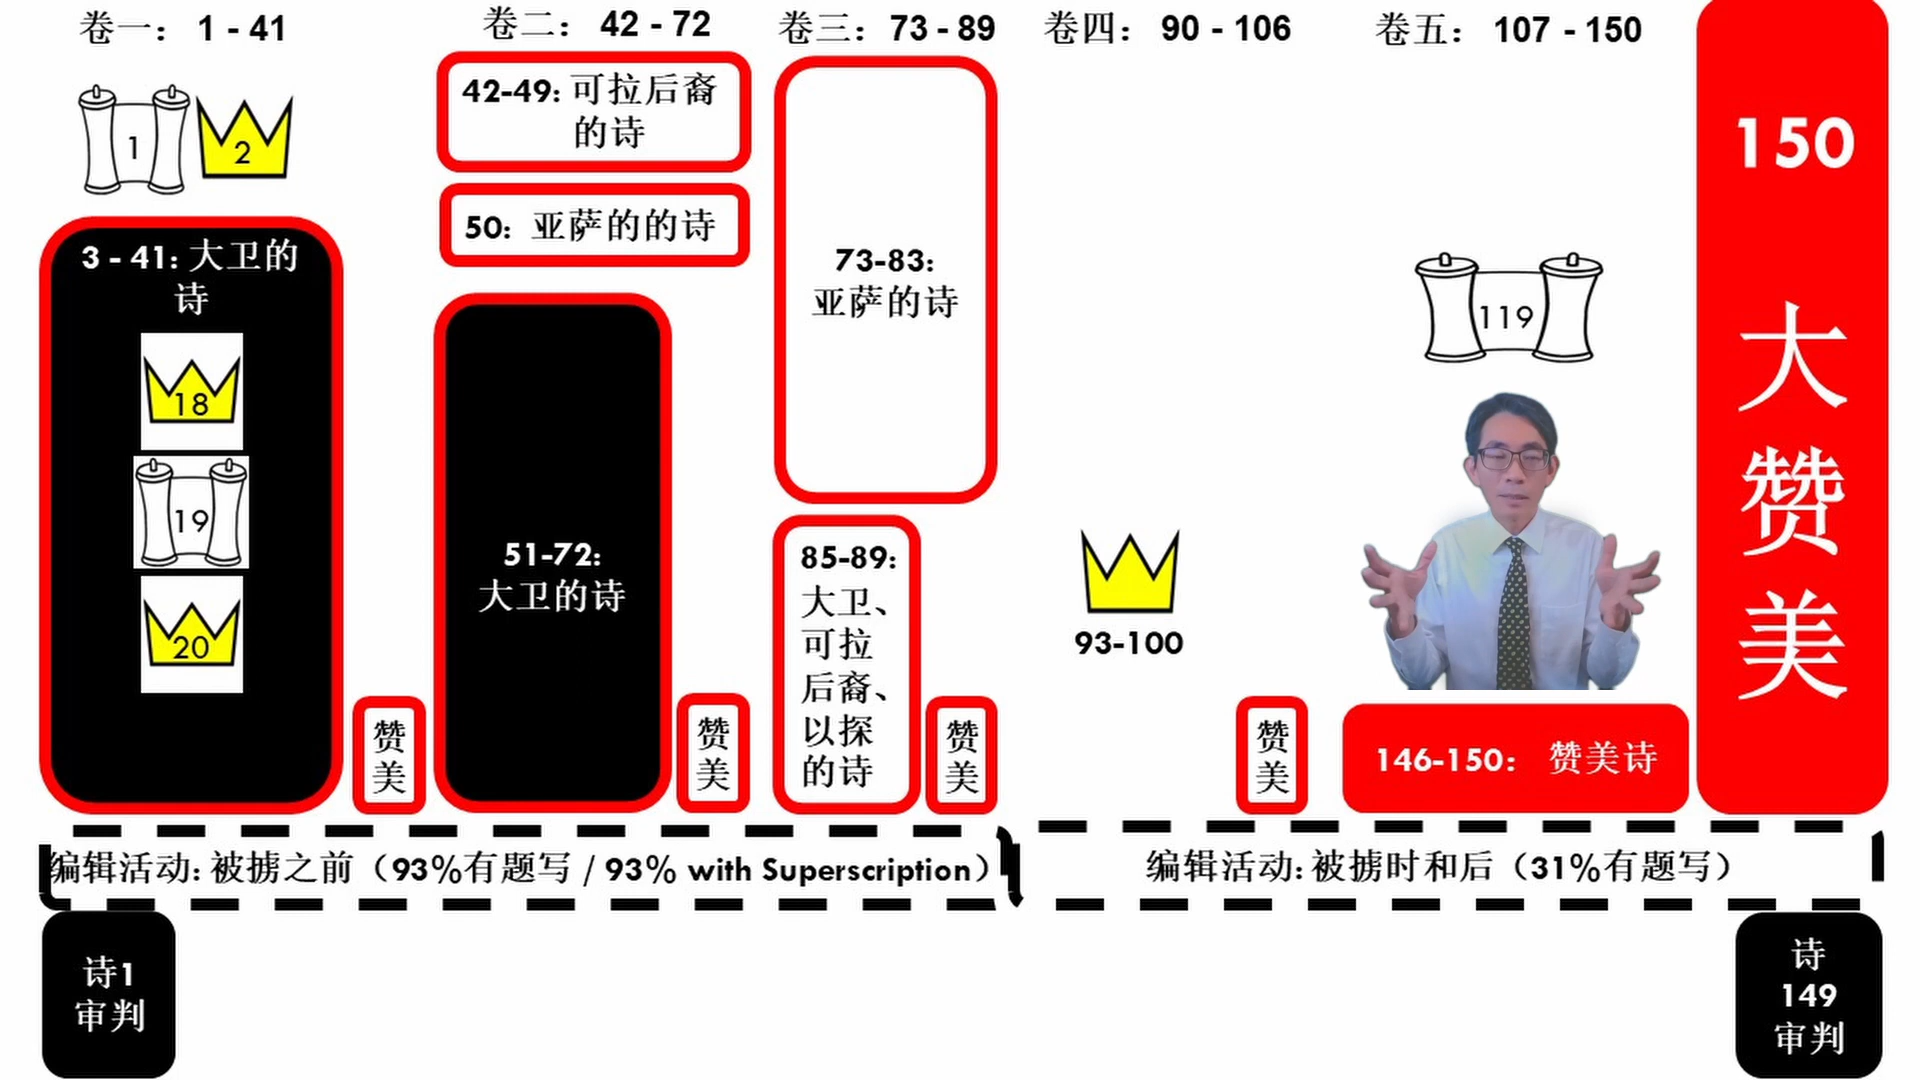 卷一： 1 - 41
卷二： 42 - 72
卷三：73 - 89
卷四： 90 - 106
卷五： 107 - 150
1
2
3 - 41: 大卫的
诗
18
19
20
赞
美
42-49: 可拉后裔
的诗
50: 亚萨的的诗
51-72:
大卫的诗
赞
美
73-83:
亚萨的诗
85-89:
大卫、
可拉
后裔、
以探
的诗
赞
美
93-100
赞
美
119
146-150: 赞美诗
150
大
赞
美
编辑活动: 被掳之前（93%有题写 / 93% with Superscription）
编辑活动: 被掳时和后（31%有题写）
诗1
审判
诗
149
审判